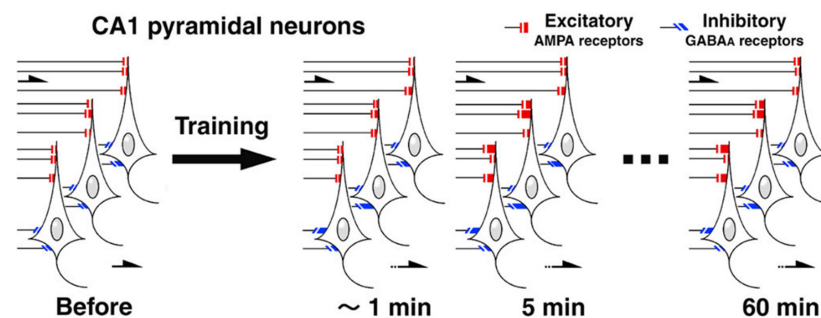 CA1 pyramidal neurons
Excitatory
AMPA receptors
Inhibitory
GABAA receptors
Training
Before
~ 1 min
5 min
60 min